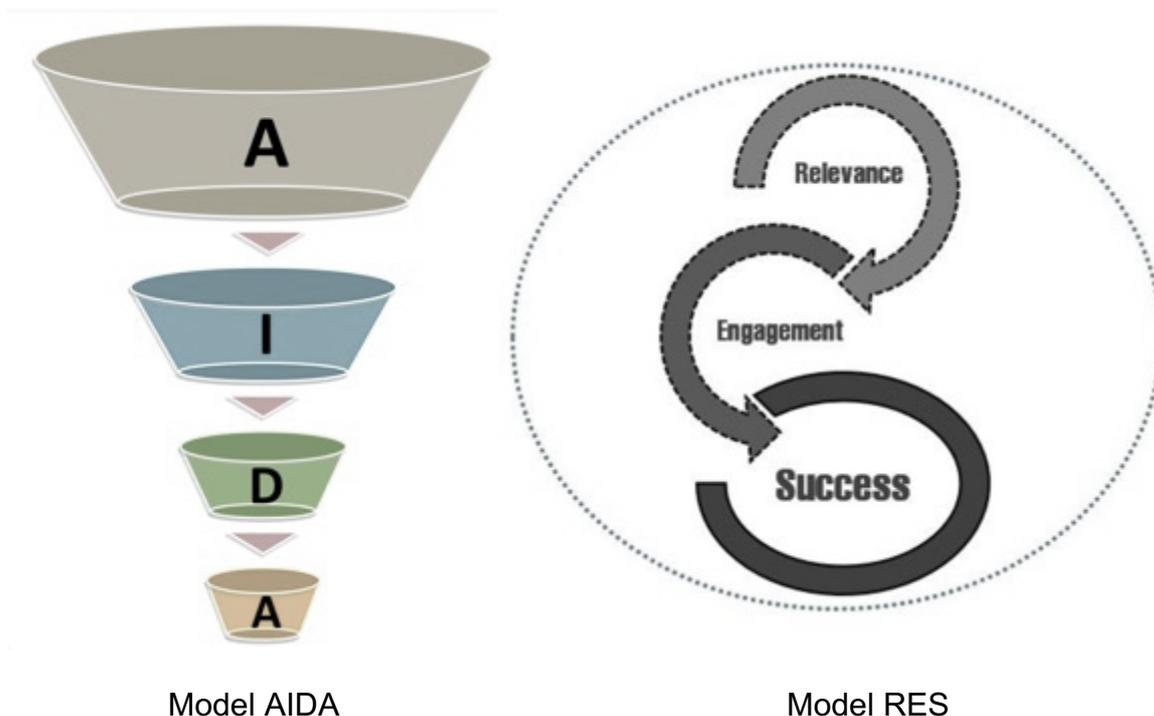 A
I
D
A
Model AIDA
Relevance
Engagement
Success
Model RES